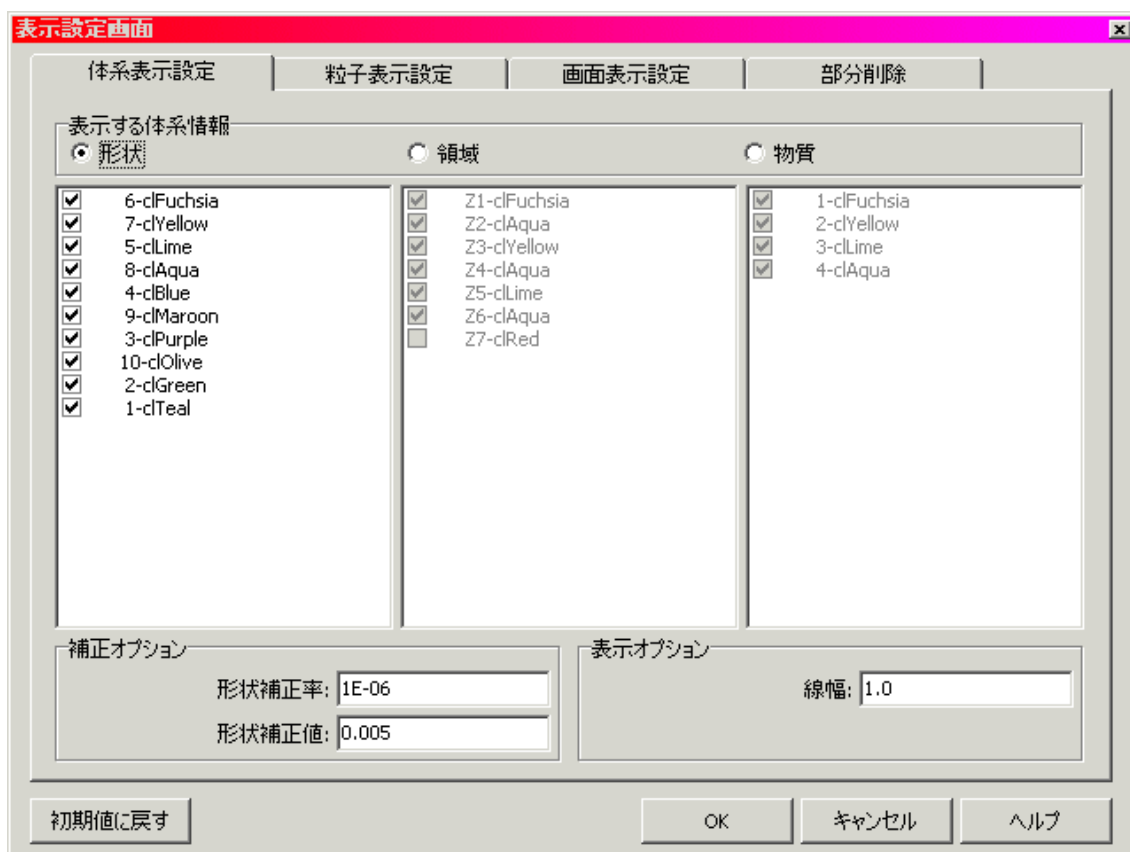 表示設定画面
体系表示設定 粒子表示設定 画面表示設定 部分削除
表示する体系情報
形状 領域 物質
6-clFuchsia Z1-clFuchsia 1-clFuchsia
7-clYellow Z2-clAqua 2-clYellow
5-clLime Z3-clYellow 3-clLime
8-clAqua Z4-clAqua 4-clAqua
4-clBlue Z5-clLime
9-clMaroon Z6-clAqua
3-clPurple Z7-clRed
10-clOlive
2-clGreen
1-clTeal
補正オプション 表示オプション
形状補正率: 1E-06 線幅: 1.0
形状補正値: 0.005
初期値に戻す OK キャンセル ヘルプ